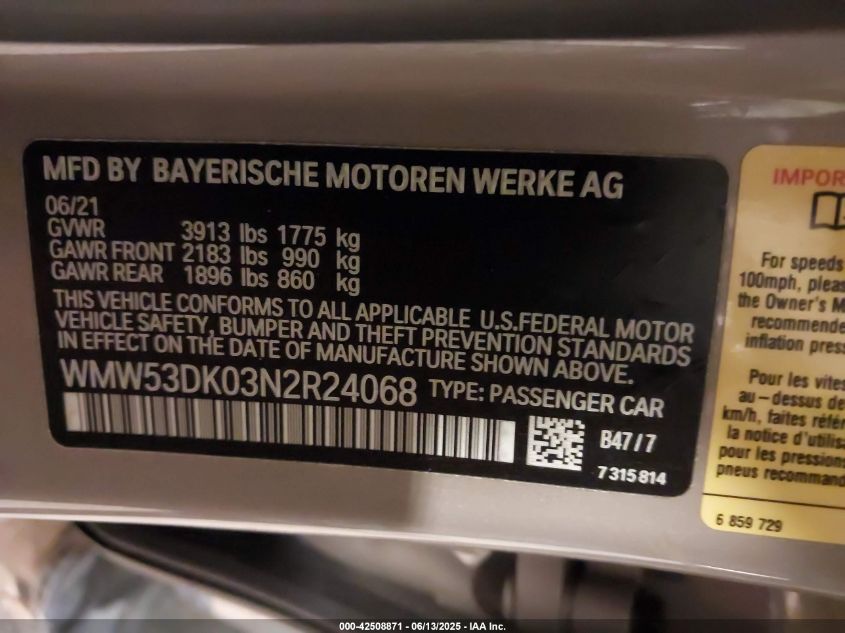 MFD BY BAYERISCHE MOTOREN WERKE AG
06/21
GVWR 3913 lbs 1775 kg
GAWR FRONT 2183 lbs 990 kg
GAWR REAR 1896 lbs 860 kg
THIS VEHICLE CONFORMS TO ALL APPLICABLE U.S.FEDERAL MOTOR
VEHICLE SAFETY, BUMPER AND THEFT PREVENTION STANDARDS
IN EFFECT ON THE DATE OF MANUFACTURE SHOWN ABOVE.
WMW53DK03N2R24068 TYPE: PASSENGER CAR
B47/7
7315814
IMPOR
For speeds
100mph, pleas
the Owner's M
recommende
inflation press
Pour les vites
au-dessus de
km/h, faites référ
la notice d'utilisa
pour les pression
pneus recommand
6 859 729
000-42508871 - 06/13/2025 - IAA Inc.